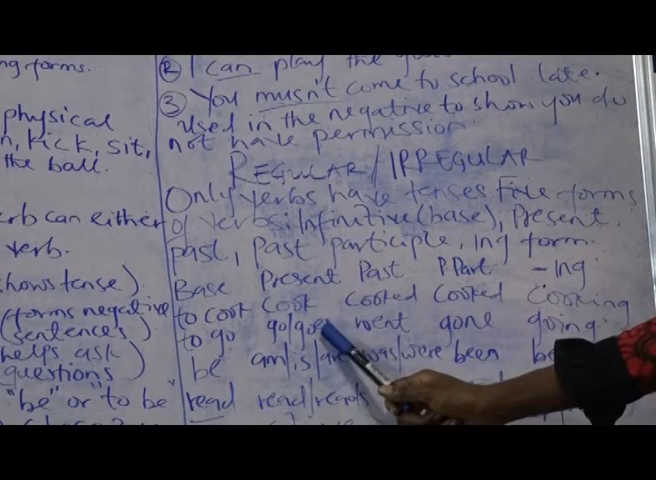 ng forms.
physical
n, kick, sit,
the ball.
erb can either
verb.
shows tense).
(forms negative
(sentences)
helps ask)
questions)
"be" or "to be"
② I can play the
③ You musn't come to school late.
Used in the negative to show you do
not have permission.
REGULAR/IRREGULAR
Only verbs have tenses Five forms
of verbs: Infinitive (base), Present,
past, Past participle, ing form.
Base Present Past P Part -ing
to cook cook cooked cooked cooking
to go go/goes went gone going
be am/is/are was/were been be
read read/reads